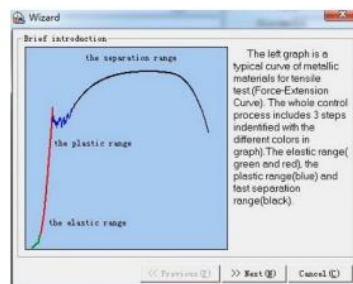 Wizard
Brief introduction
the separation range
the plastic range
the elastic range
The left graph is a
typical curve of metallic
materials for tensile
test(Force-Extension
Curve). The whole control
process includes 3 steps
indentified with the
different colors in
graph).The elastic range(
green and red), the
plastic range(blue) and
fast separation
range(black).
<< Previous(P)
>> Next(N)
Cancel(C)